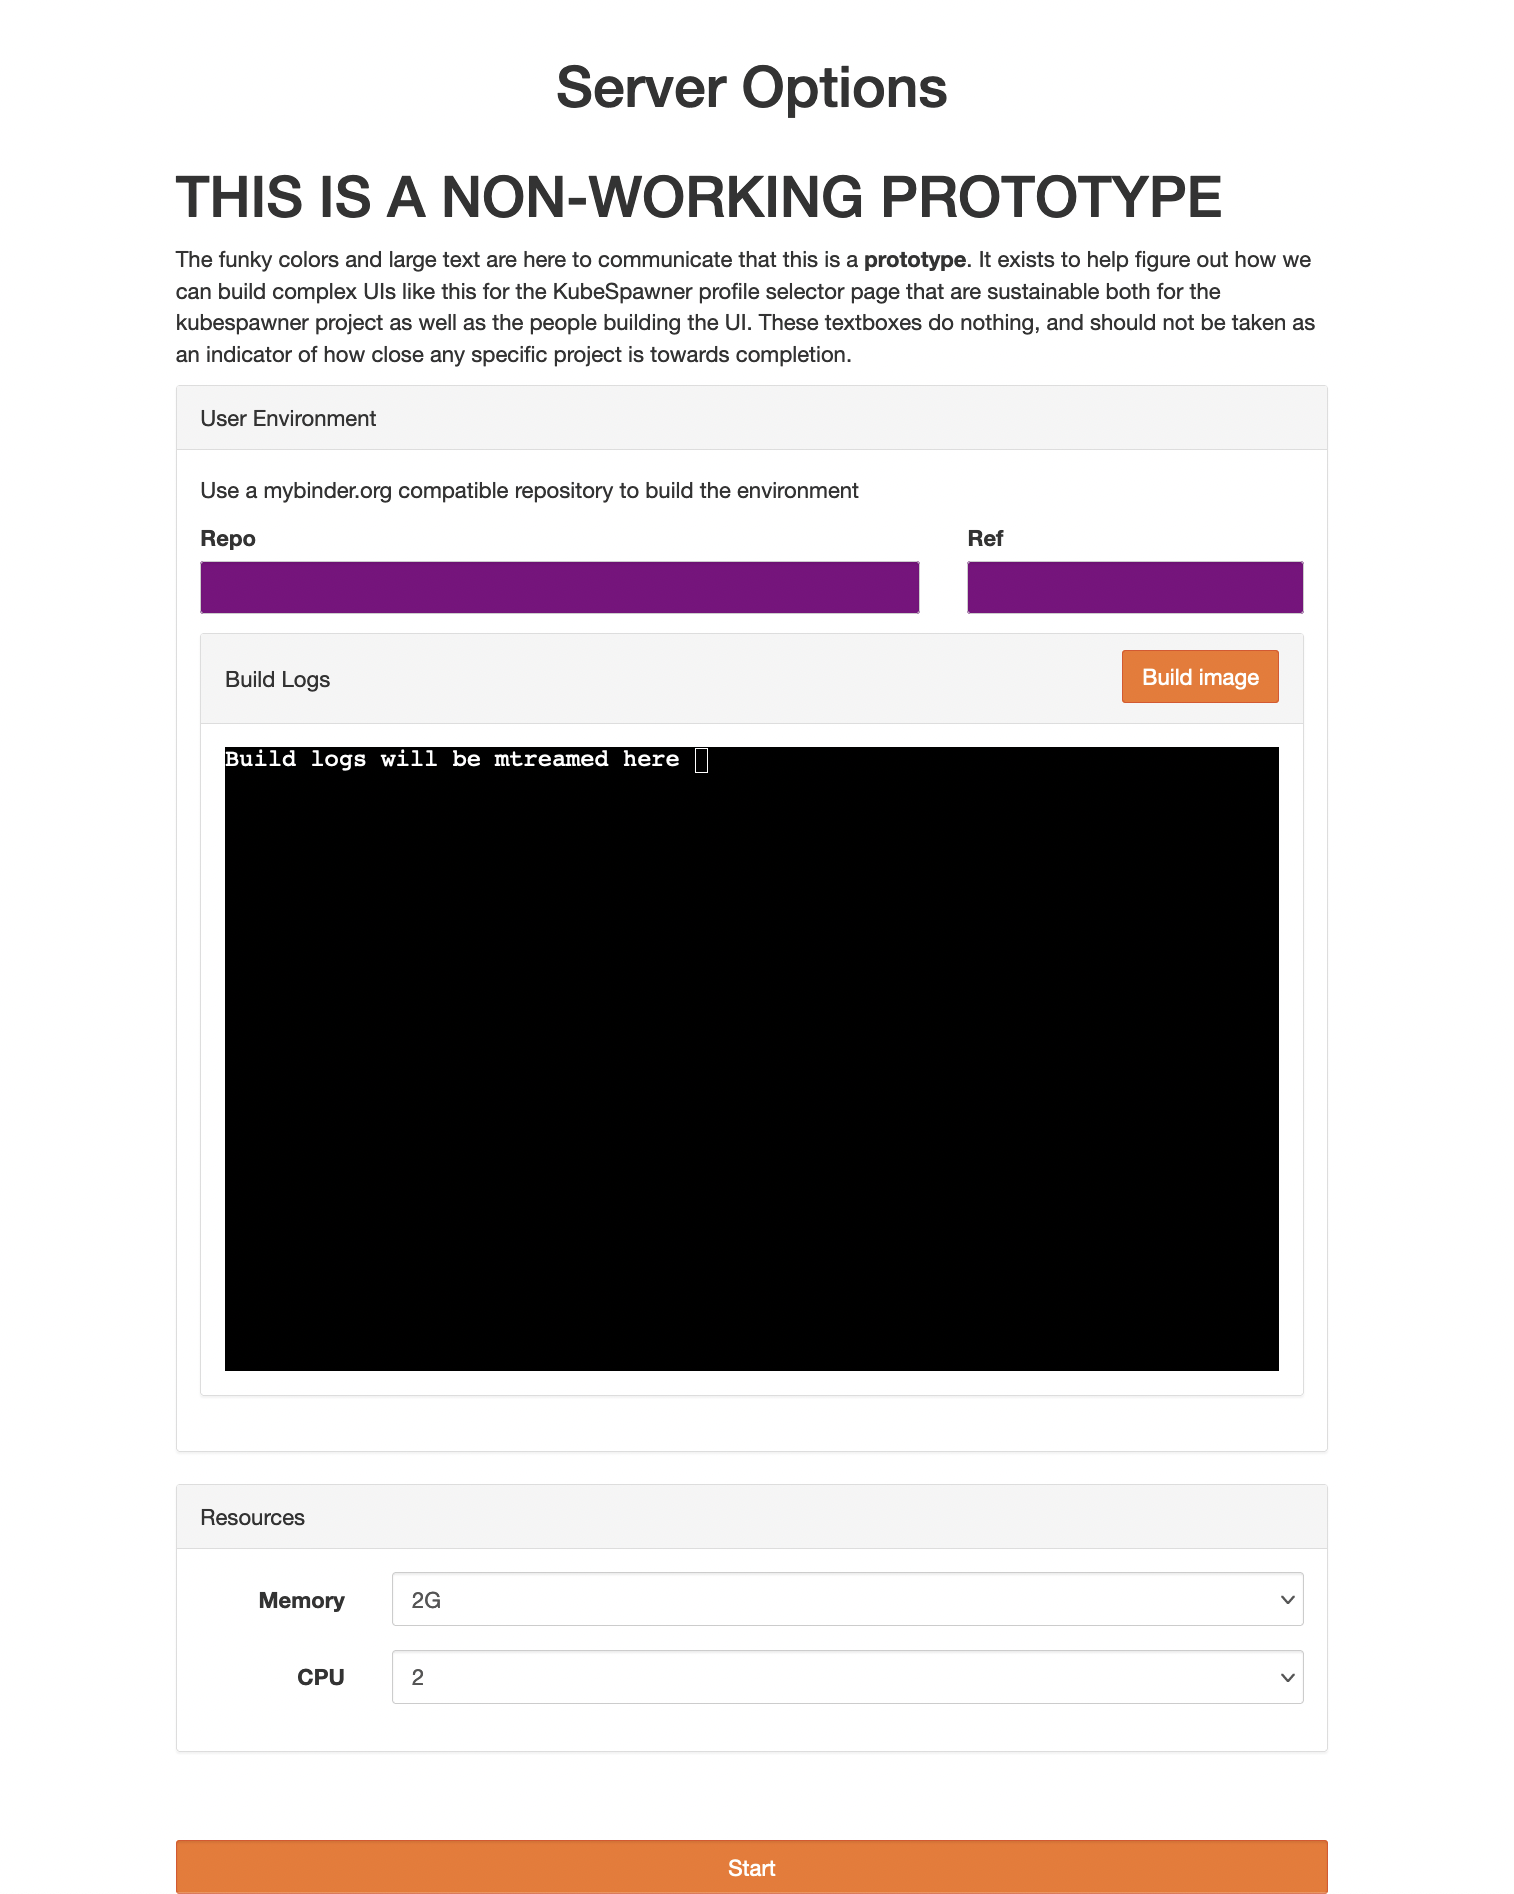 Server Options
THIS IS A NON-WORKING PROTOTYPE
The funky colors and large text are here to communicate that this is a prototype. It exists to help figure out how we
can build complex UIs like this for the KubeSpawner profile selector page that are sustainable both for the
kubespawner project as well as the people building the UI. These textboxes do nothing, and should not be taken as
an indicator of how close any specific project is towards completion.
User Environment
Use a mybinder.org compatible repository to build the environment
Repo
Ref
Build Logs
Build image
Build logs will be mtreamed here
Resources
Memory
2G
CPU
2
Start